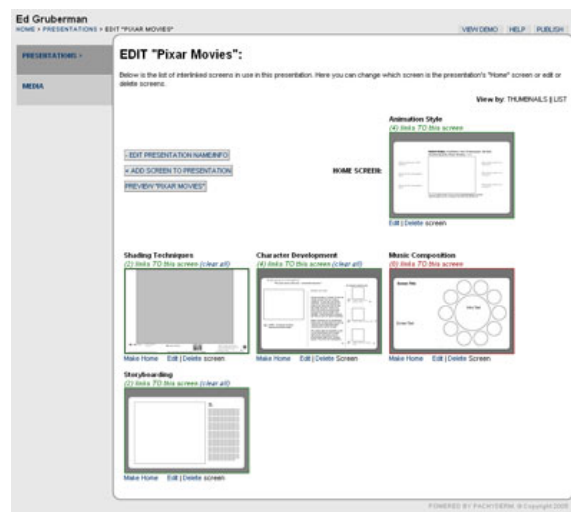 Ed Gruberman
HOME > PRESENTATIONS > EDIT "PIXAR MOVIES"
VIEW DEMO HELP PUBLISH
PRESENTATIONS >
MEDIA
EDIT "Pixar Movies":
Below is the list of interlinked screens in use in this presentation. Here you can change which screen is the presentation's "Home" screen or edit or
delete screens.
View by: THUMBNAILS || LIST
Animation Style
(4) links TO this screen
- EDIT PRESENTATION NAME/INFO
+ ADD SCREEN TO PRESENTATION
PREVIEW "PIXAR MOVIES"
HOME SCREEN:
Edit | Delete screen
Shading Techniques
(2) links TO this screen (clear all)
Character Development
(4) links TO this screen (clear all)
Music Composition
(0) links TO this screen
Make Home Edit | Delete screen
Make Home Edit | Delete Screen
Make Home Edit | Delete screen
Storyboarding
(2) links TO this screen (clear all)
Make Home Edit | Delete screen
POWERED BY PACHYDERM. © Copyright 2005